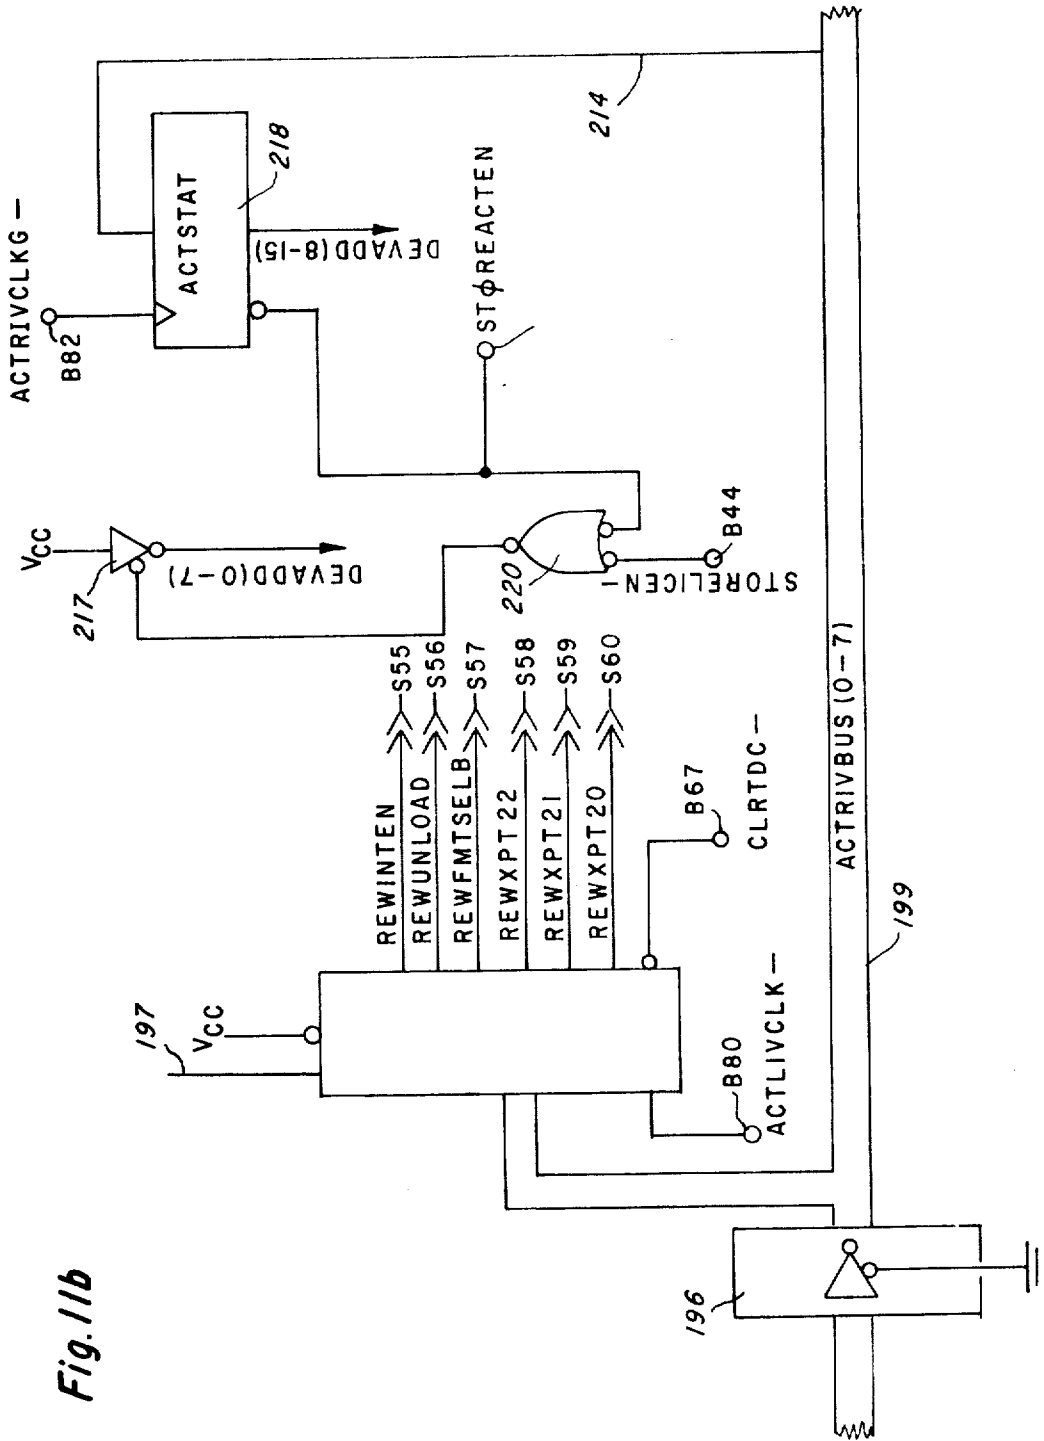 Fig. 11b
ACTRIVCLKG –
B82
ACTSTAT
218
DEVADD(8-15)
214
STϕREACTEN
VCC
217
DEVADD(0-7)
220
STORELICEN –
B44
REWINTEN
S55
REWUNLOAD
S56
REWFMTSELB
S57
REWXPT22
S58
REWXPT21
S59
REWXPT20
S60
197
VCC
B67
CLRTDC –
B80
ACTLIVCLK –
ACTRIVBUS (0-7)
199
196